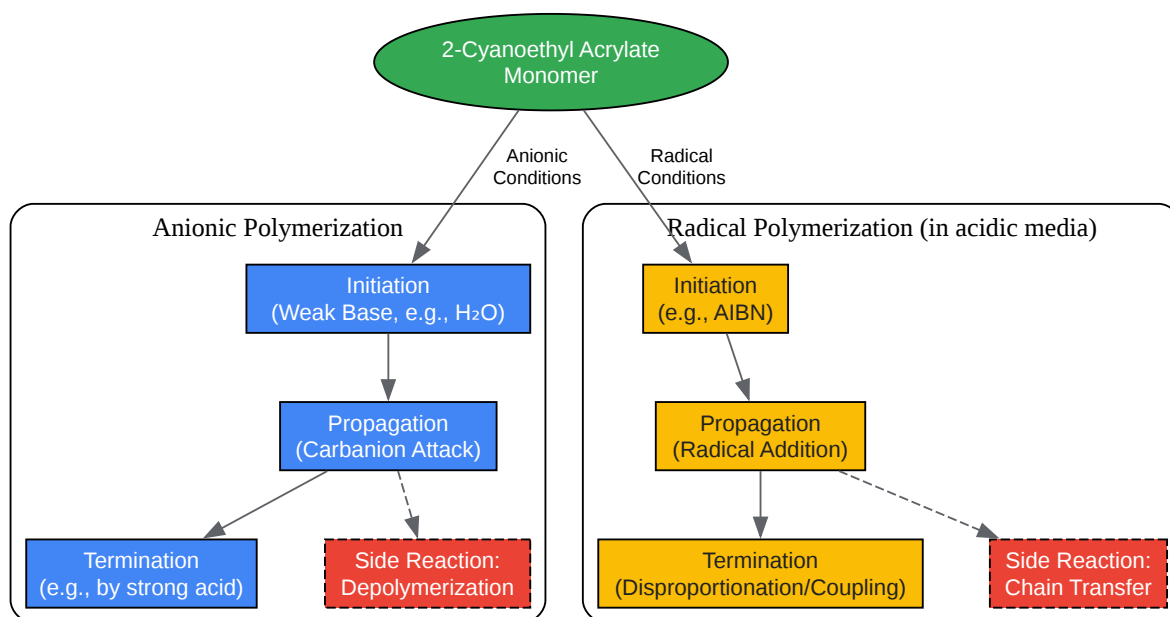 2-Cyanoethyl Acrylate
Monomer
Anionic
Conditions
Radical
Conditions
Anionic Polymerization
Initiation
(Weak Base, e.g., H₂O)
Propagation
(Carbanion Attack)
Termination
(e.g., by strong acid)
Side Reaction:
Depolymerization
Radical Polymerization (in acidic media)
Initiation
(e.g., AIBN)
Propagation
(Radical Addition)
Termination
(Disproportionation/Coupling)
Side Reaction:
Chain Transfer